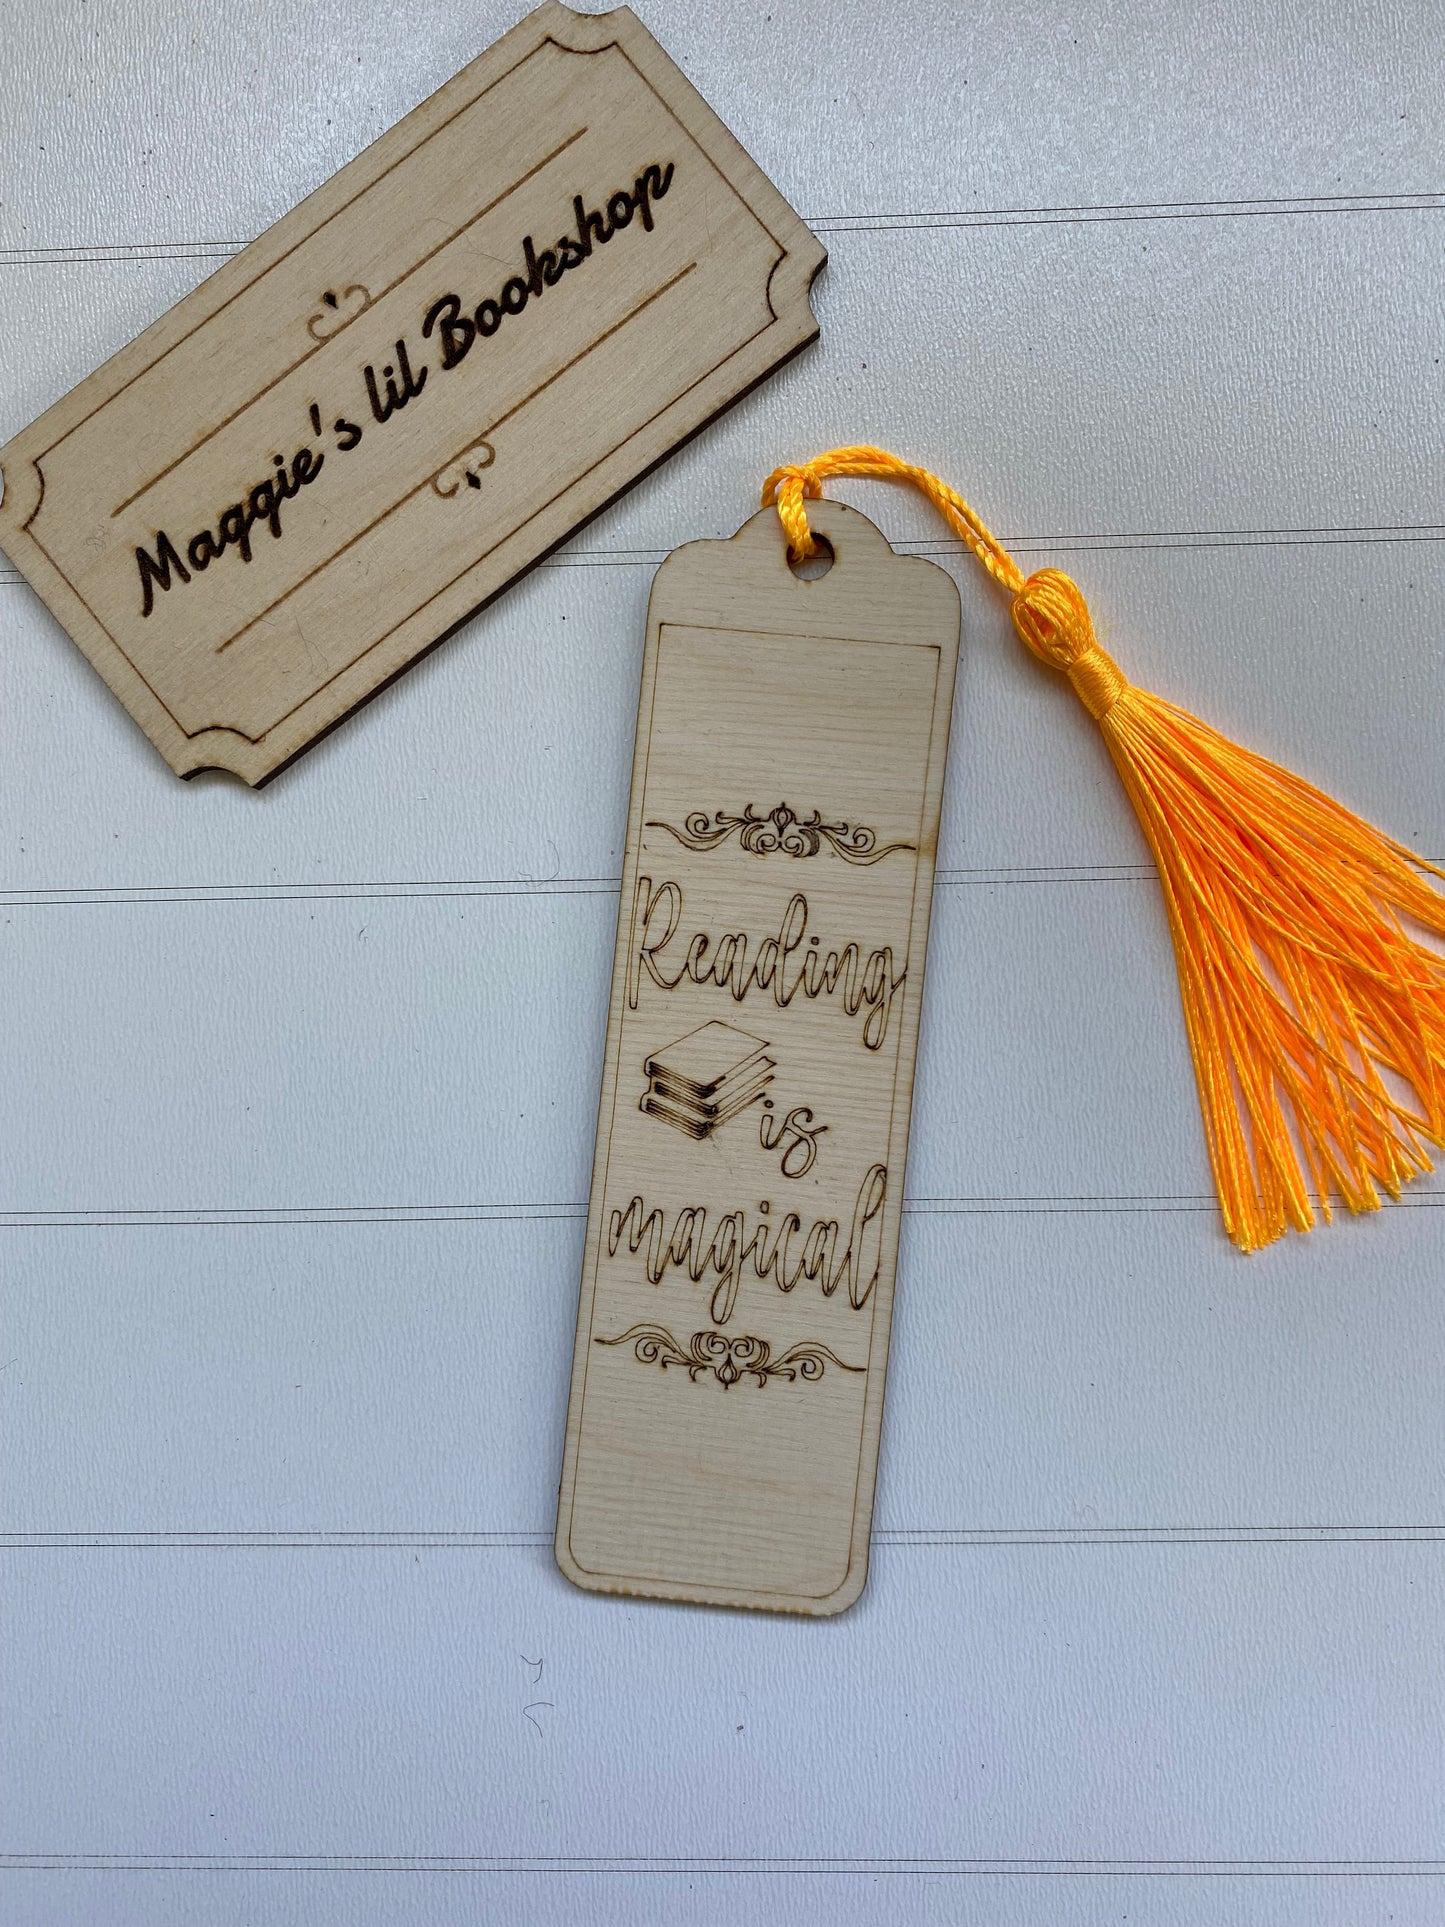 Maggie's lil Bookshop
Reading
is
magical